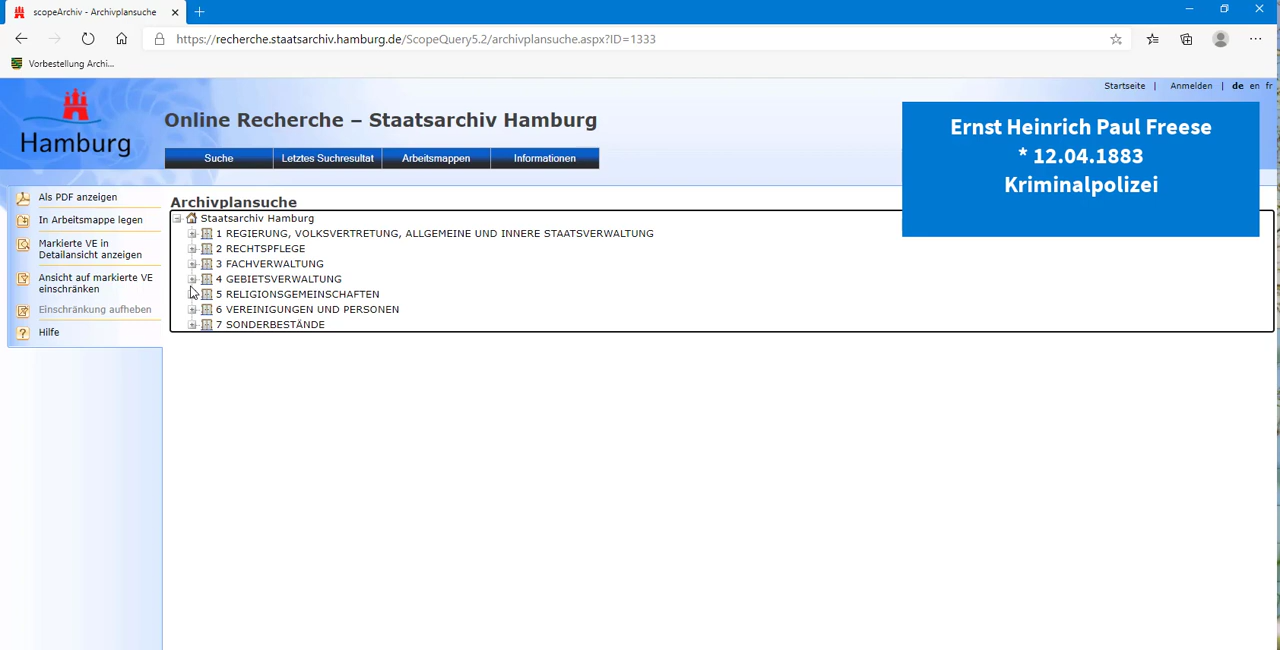 scopeArchiv - Archivplansuche
https://recherche.staatsarchiv.hamburg.de/ScopeQuery5.2/archivplansuche.aspx?ID=1333
Vorbestellung Archi...
Startseite | Anmelden | de en fr
Hamburg
Online Recherche – Staatsarchiv Hamburg
Suche
Letztes Suchresultat
Arbeitsmappen
Informationen
Ernst Heinrich Paul Freese
* 12.04.1883
Kriminalpolizei
Als PDF anzeigen
In Arbeitsmappe legen
Markierte VE in
Detailansicht anzeigen
Ansicht auf markierte VE
einschränken
Einschränkung aufheben
Hilfe
Archivplansuche
Staatsarchiv Hamburg
1 REGIERUNG, VOLKSVERTRETUNG, ALLGEMEINE UND INNERE STAATSVERWALTUNG
2 RECHTSPFLEGE
3 FACHVERWALTUNG
4 GEBIETSVERWALTUNG
5 RELIGIONSGEMEINSCHAFTEN
6 VEREINIGUNGEN UND PERSONEN
7 SONDERBESTÄNDE